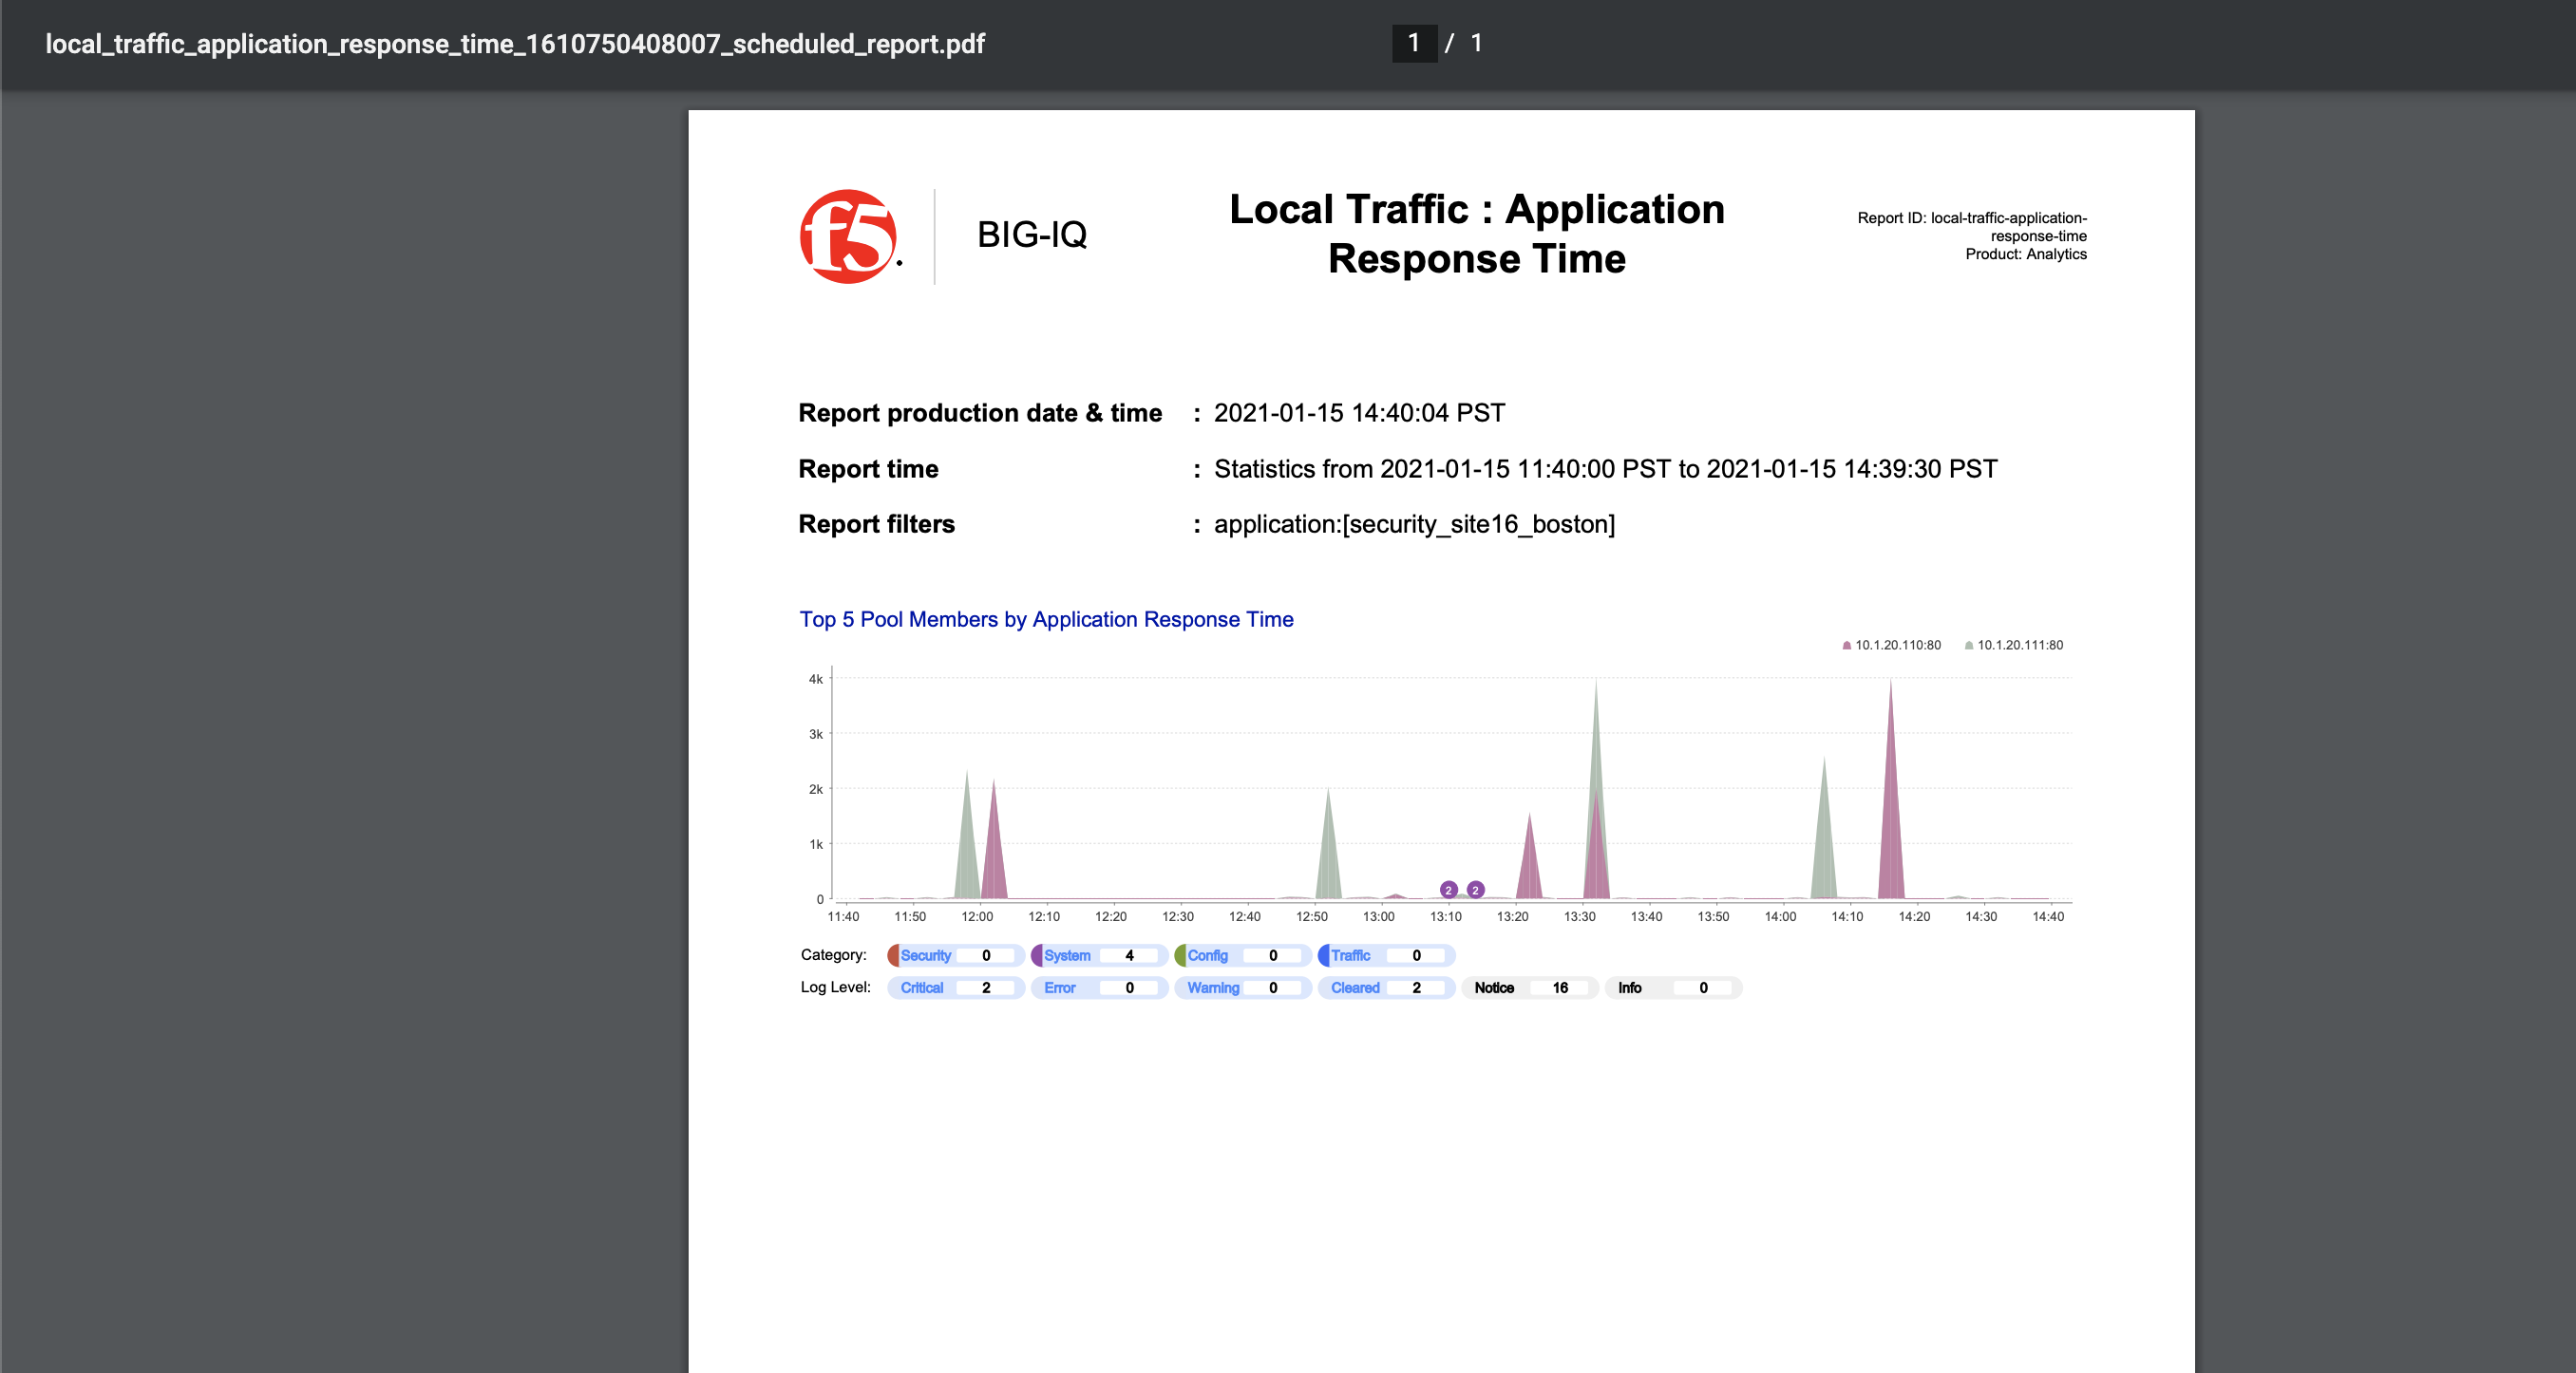 local_traffic_application_response_time_1610750408007_scheduled_report.pdf
1 / 1
f5.
BIG-IQ
Local Traffic : Application
Response Time
Report ID: local-traffic-application-
response-time
Product: Analytics
Report production date & time : 2021-01-15 14:40:04 PST
Report time : Statistics from 2021-01-15 11:40:00 PST to 2021-01-15 14:39:30 PST
Report filters : application:[security_site16_boston]
Top 5 Pool Members by Application Response Time
10.1.20.110:80 10.1.20.111:80
4k
3k
2k
1k
0
2 2
11:40 11:50 12:00 12:10 12:20 12:30 12:40 12:50 13:00 13:10 13:20 13:30 13:40 13:50 14:00 14:10 14:20 14:30 14:40
Category: Security 0 System 4 Config 0 Traffic 0
Log Level: Critical 2 Error 0 Warning 0 Cleared 2 Notice 16 Info 0